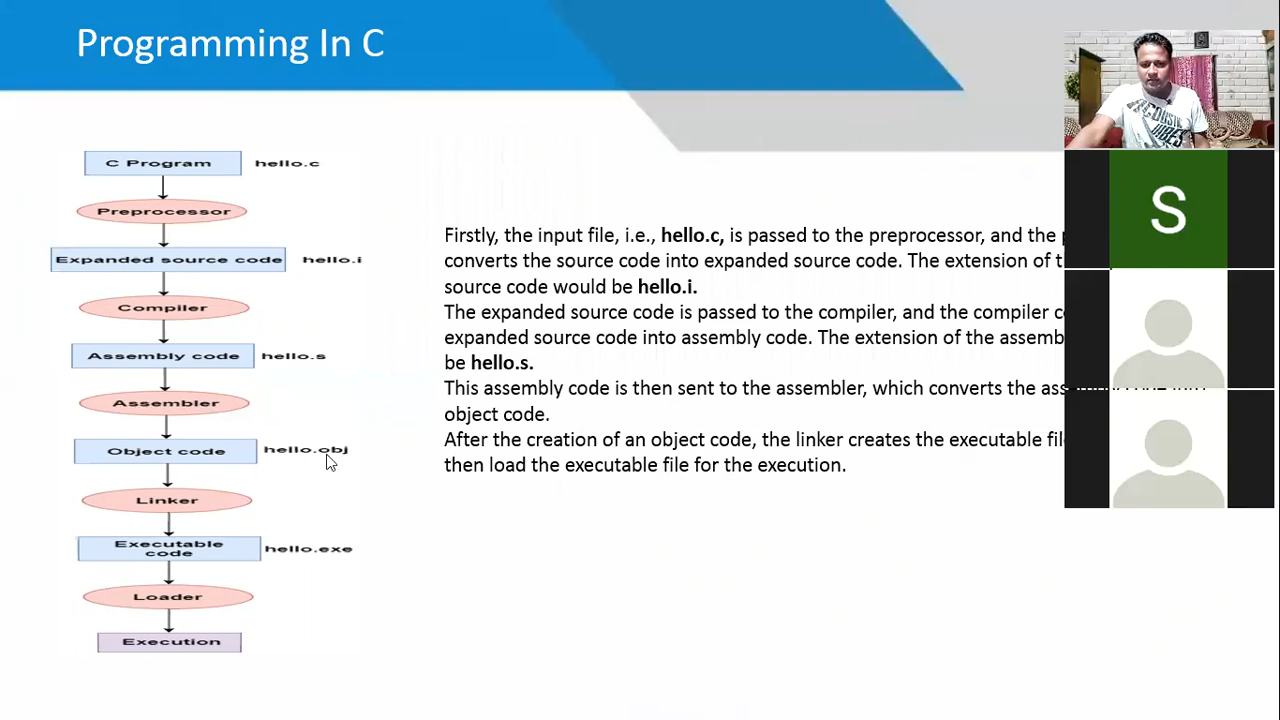 Programming In C
C Program hello.c
Preprocessor
Expanded source code hello.i
Compiler
Assembly code hello.s
Assembler
Object code hello.obj
Linker
Executable
code
hello.exe
Loader
Execution
Firstly, the input file, i.e., hello.c, is passed to the preprocessor, and the
converts the source code into expanded source code. The extension of
source code would be hello.i.
The expanded source code is passed to the compiler, and the compiler
expanded source code into assembly code. The extension of the
be hello.s.
This assembly code is then sent to the assembler, which converts the
object code.
After the creation of an object code, the linker creates the executable
then load the executable file for the execution.
S